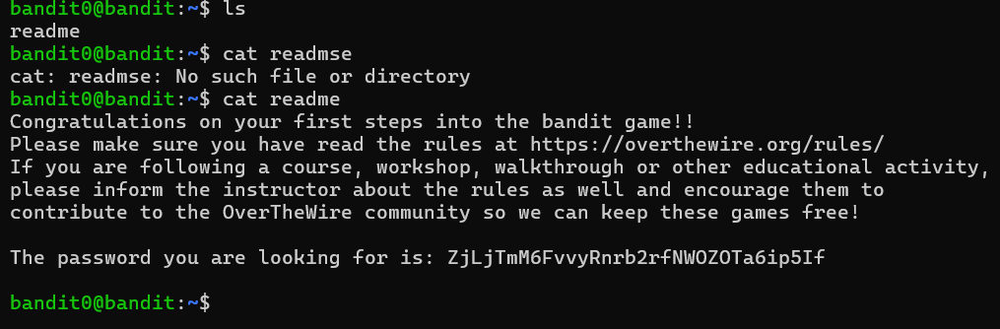 bandit0@bandit:~$ ls
readme
bandit0@bandit:~$ cat readmse
cat: readmse: No such file or directory
bandit0@bandit:~$ cat readme
Congratulations on your first steps into the bandit game!!
Please make sure you have read the rules at https://overthewire.org/rules/
If you are following a course, workshop, walkthrough or other educational activity,
please inform the instructor about the rules as well and encourage them to
contribute to the OverTheWire community so we can keep these games free!

The password you are looking for is: ZjLjTmM6FvvyRnrb2rfNWOZOTa6ip5If

bandit0@bandit:~$